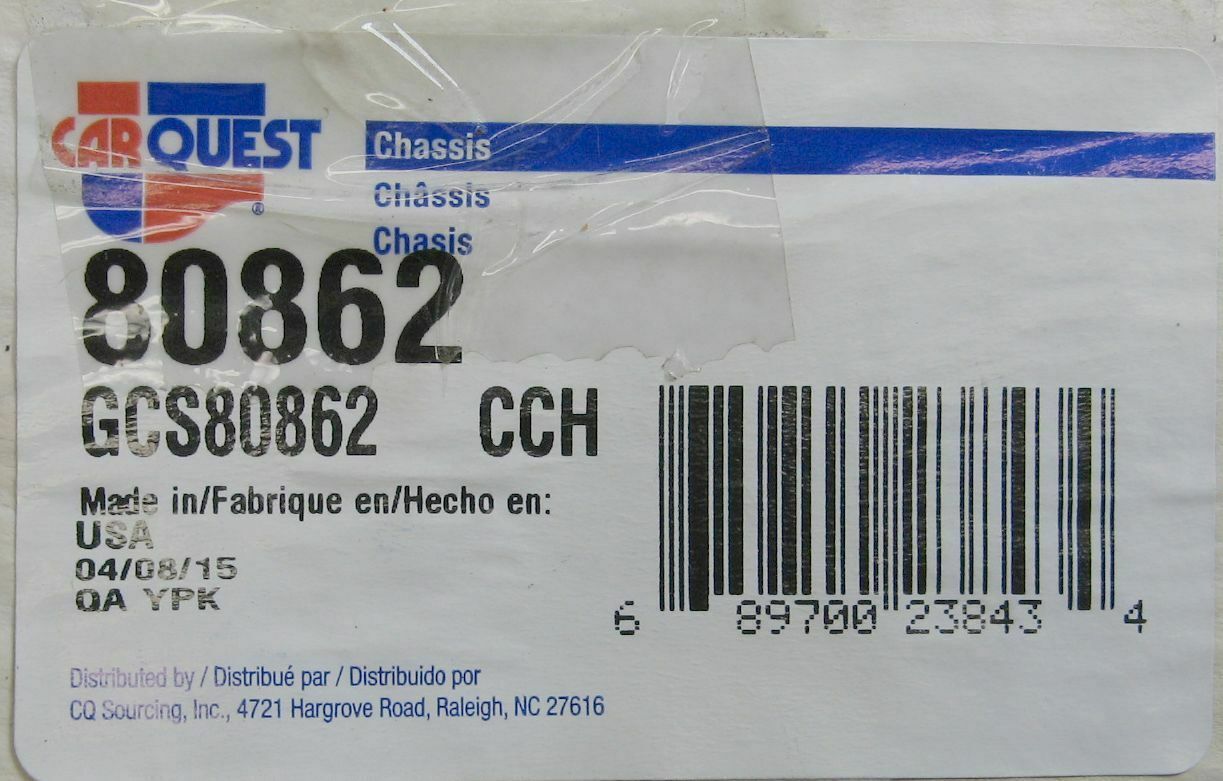 CARQUEST
®
Chassis
Châssis
Chasis
80862
GCS80862 CCH
Made in/Fabrique en/Hecho en:
USA
04/08/15
QA YPK
6 89700 23843 4
Distributed by / Distribué par / Distribuido por
CQ Sourcing, Inc., 4721 Hargrove Road, Raleigh, NC 27616